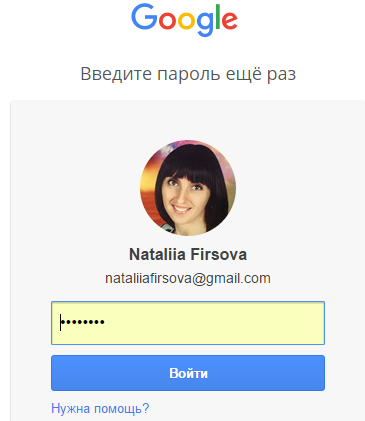 Google
Введите пароль ещё раз
Nataliia Firsova
nataliiafirsova@gmail.com
••••••••
Войти
Нужна помощь?